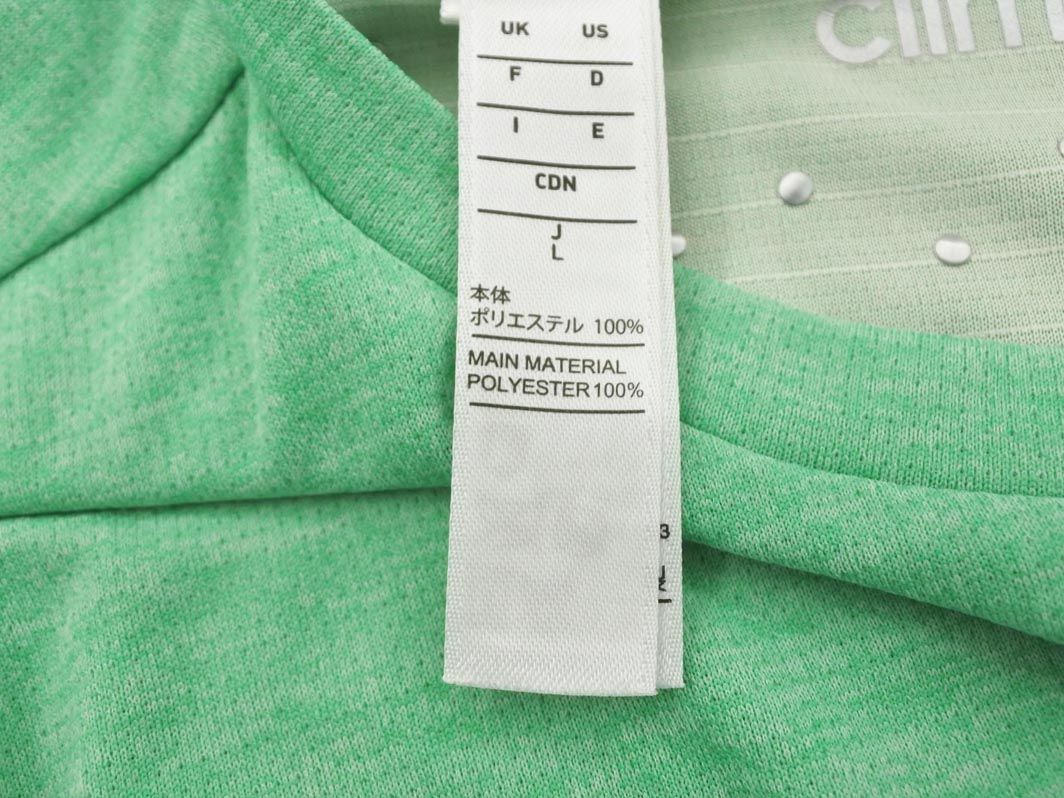 UK US
F D
I E
CDN
J
L
本体
ポリエステル 100%
MAIN MATERIAL
POLYESTER 100%